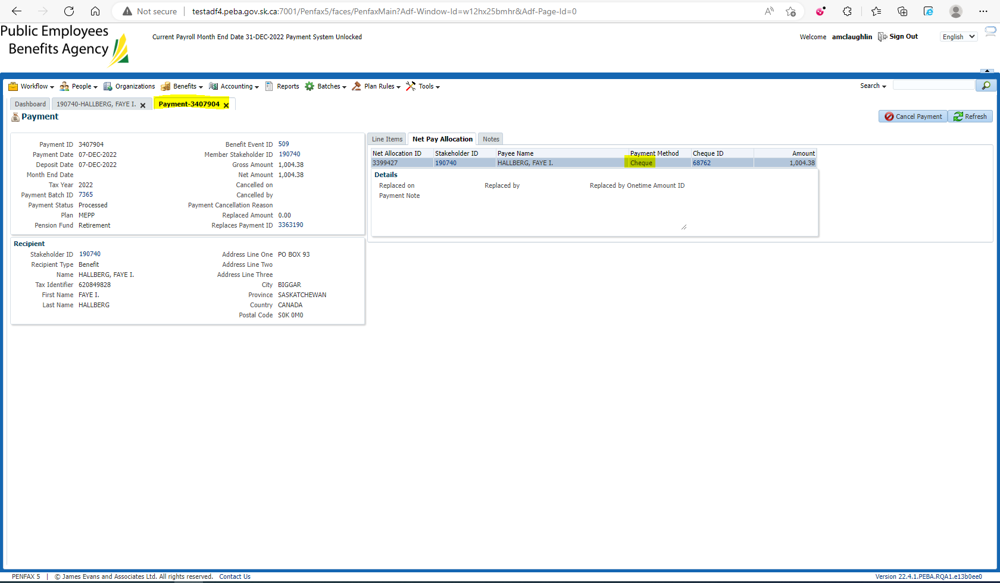 Not secure | testadf4.peba.gov.sk.ca:7001/Penfax5/faces/PenfaxMain?Adf-Window-Id=w12hx25bmhr&Adf-Page-Id=0
Public Employees
Benefits Agency
Current Payroll Month End Date 31-DEC-2022 Payment System Unlocked
Welcome amclaughlin Sign Out English
Workflow People Organizations Benefits Accounting Reports Batches Plan Rules Tools Search
Dashboard 190740-HALLBERG, FAYE I. Payment-3407904
Payment
Cancel Payment Refresh
Payment ID 3407904 Benefit Event ID 509
Payment Date 07-DEC-2022 Member Stakeholder ID 190740
Deposit Date 07-DEC-2022 Gross Amount 1,004.38
Month End Date Net Amount 1,004.38
Tax Year 2022 Cancelled on
Payment Batch ID 7365 Cancelled by
Payment Status Processed Payment Cancellation Reason
Plan MEPP Replaced Amount 0.00
Pension Fund Retirement Replaces Payment ID 3363190
Recipient
Stakeholder ID 190740 Address Line One PO BOX 93
Recipient Type Benefit Address Line Two
Name HALLBERG, FAYE I. Address Line Three
Tax Identifier 620849828 City BIGGAR
First Name FAYE I. Province SASKATCHEWAN
Last Name HALLBERG Country CANADA
Postal Code S0K 0M0
Line Items Net Pay Allocation Notes
Net Allocation ID Stakeholder ID Payee Name Payment Method Cheque ID Amount
3399427 190740 HALLBERG, FAYE I. Cheque 68762 1,004.38
Details
Replaced on Replaced by Replaced by Onetime Amount ID
Payment Note
PENFAX 5 | © James Evans and Associates Ltd. All rights reserved. Contact Us
Version 22.4.1.PEBA.RQA1.e13b0ee0